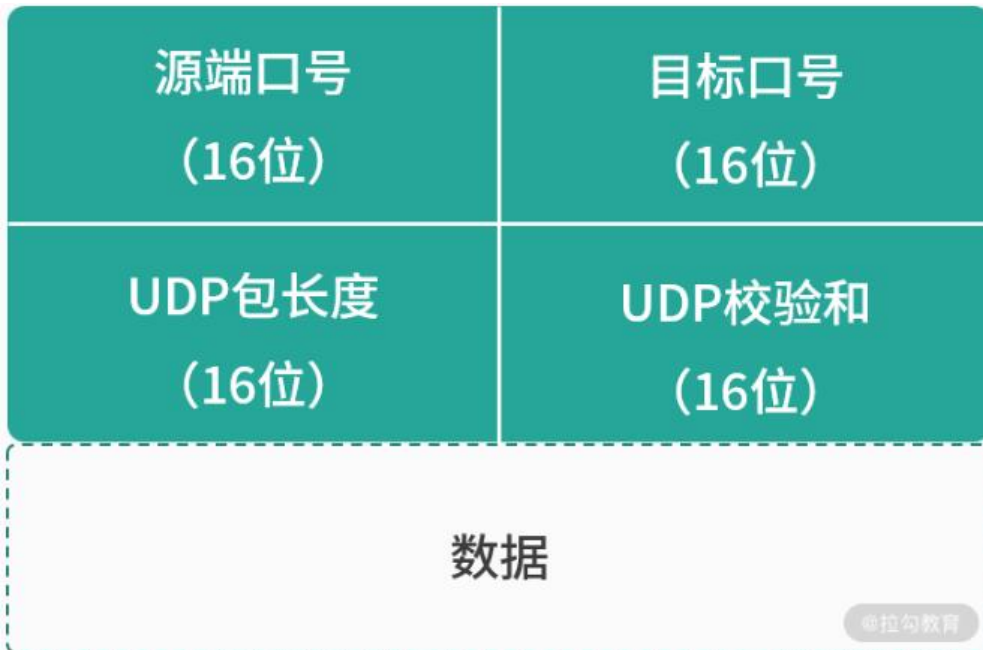 源端口号
（16位）
目标口号
（16位）
UDP包长度
（16位）
UDP校验和
（16位）
数据
@拉勾教育